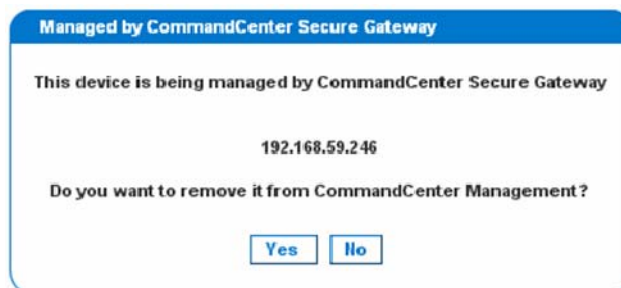 Managed by CommandCenter Secure Gateway
This device is being managed by CommandCenter Secure Gateway
192.168.59.246
Do you want to remove it from CommandCenter Management?
Yes No